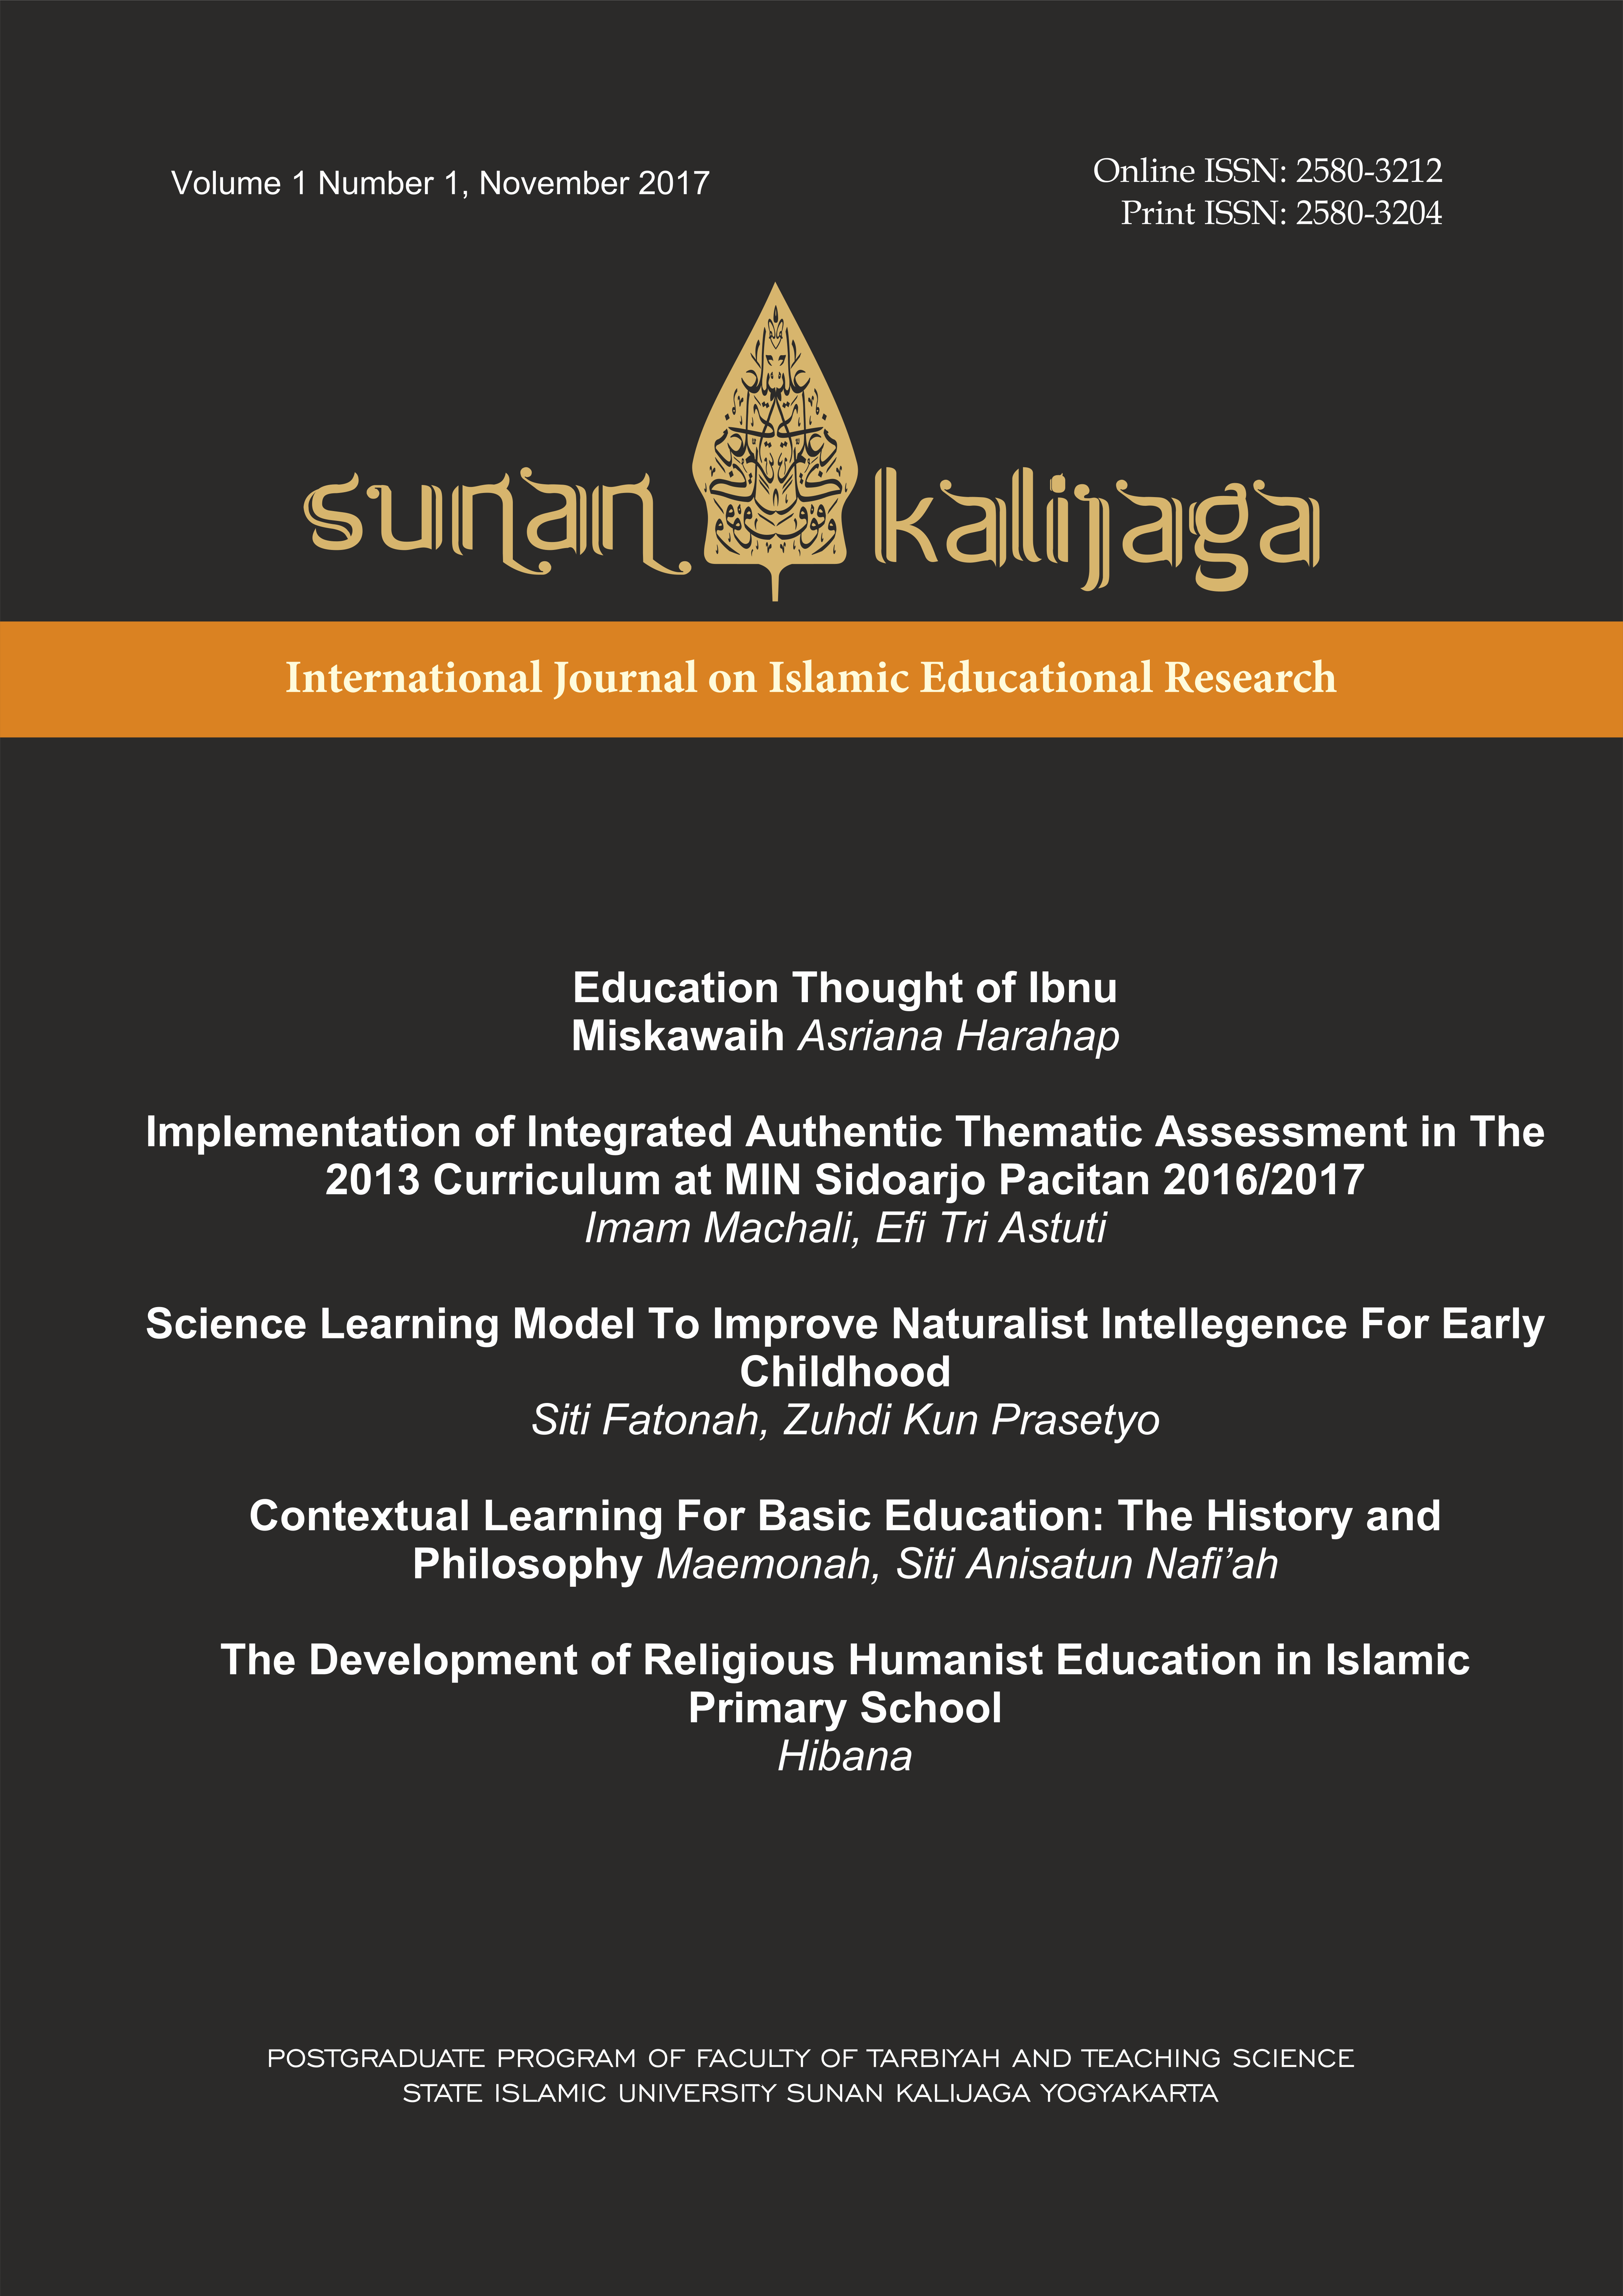 Volume 1 Number 1, November 2017
Online ISSN: 2580-3212
Print ISSN: 2580-3204
sunan kalijaga
International Journal on Islamic Educational Research
Education Thought of Ibnu
Miskawaih Asriana Harahap
Implementation of Integrated Authentic Thematic Assessment in The
2013 Curriculum at MIN Sidoarjo Pacitan 2016/2017
Imam Machali, Efi Tri Astuti
Science Learning Model To Improve Naturalist Intellegence For Early
Childhood
Siti Fatonah, Zuhdi Kun Prasetyo
Contextual Learning For Basic Education: The History and
Philosophy Maemonah, Siti Anisatun Nafi’ah
The Development of Religious Humanist Education in Islamic
Primary School
Hibana
POSTGRADUATE PROGRAM OF FACULTY OF TARBIYAH AND TEACHING SCIENCE
STATE ISLAMIC UNIVERSITY SUNAN KALIJAGA YOGYAKARTA